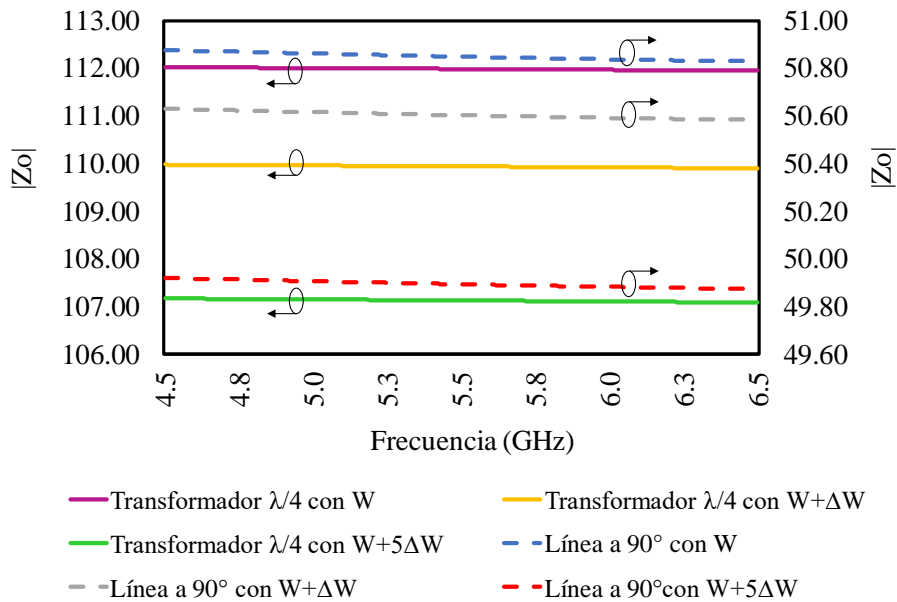 113.00
112.00
111.00
110.00
109.00
108.00
107.00
106.00
|Zo|
51.00
50.80
50.60
50.40
50.20
50.00
49.80
49.60
|Zo|
4.5
4.8
5.0
5.3
5.5
5.8
6.0
6.3
6.5
Frecuencia (GHz)
Transformador λ/4 con W
Transformador λ/4 con W+ΔW
Transformador λ/4 con W+5ΔW
Línea a 90° con W
Línea a 90° con W+ΔW
Línea a 90°con W+5ΔW